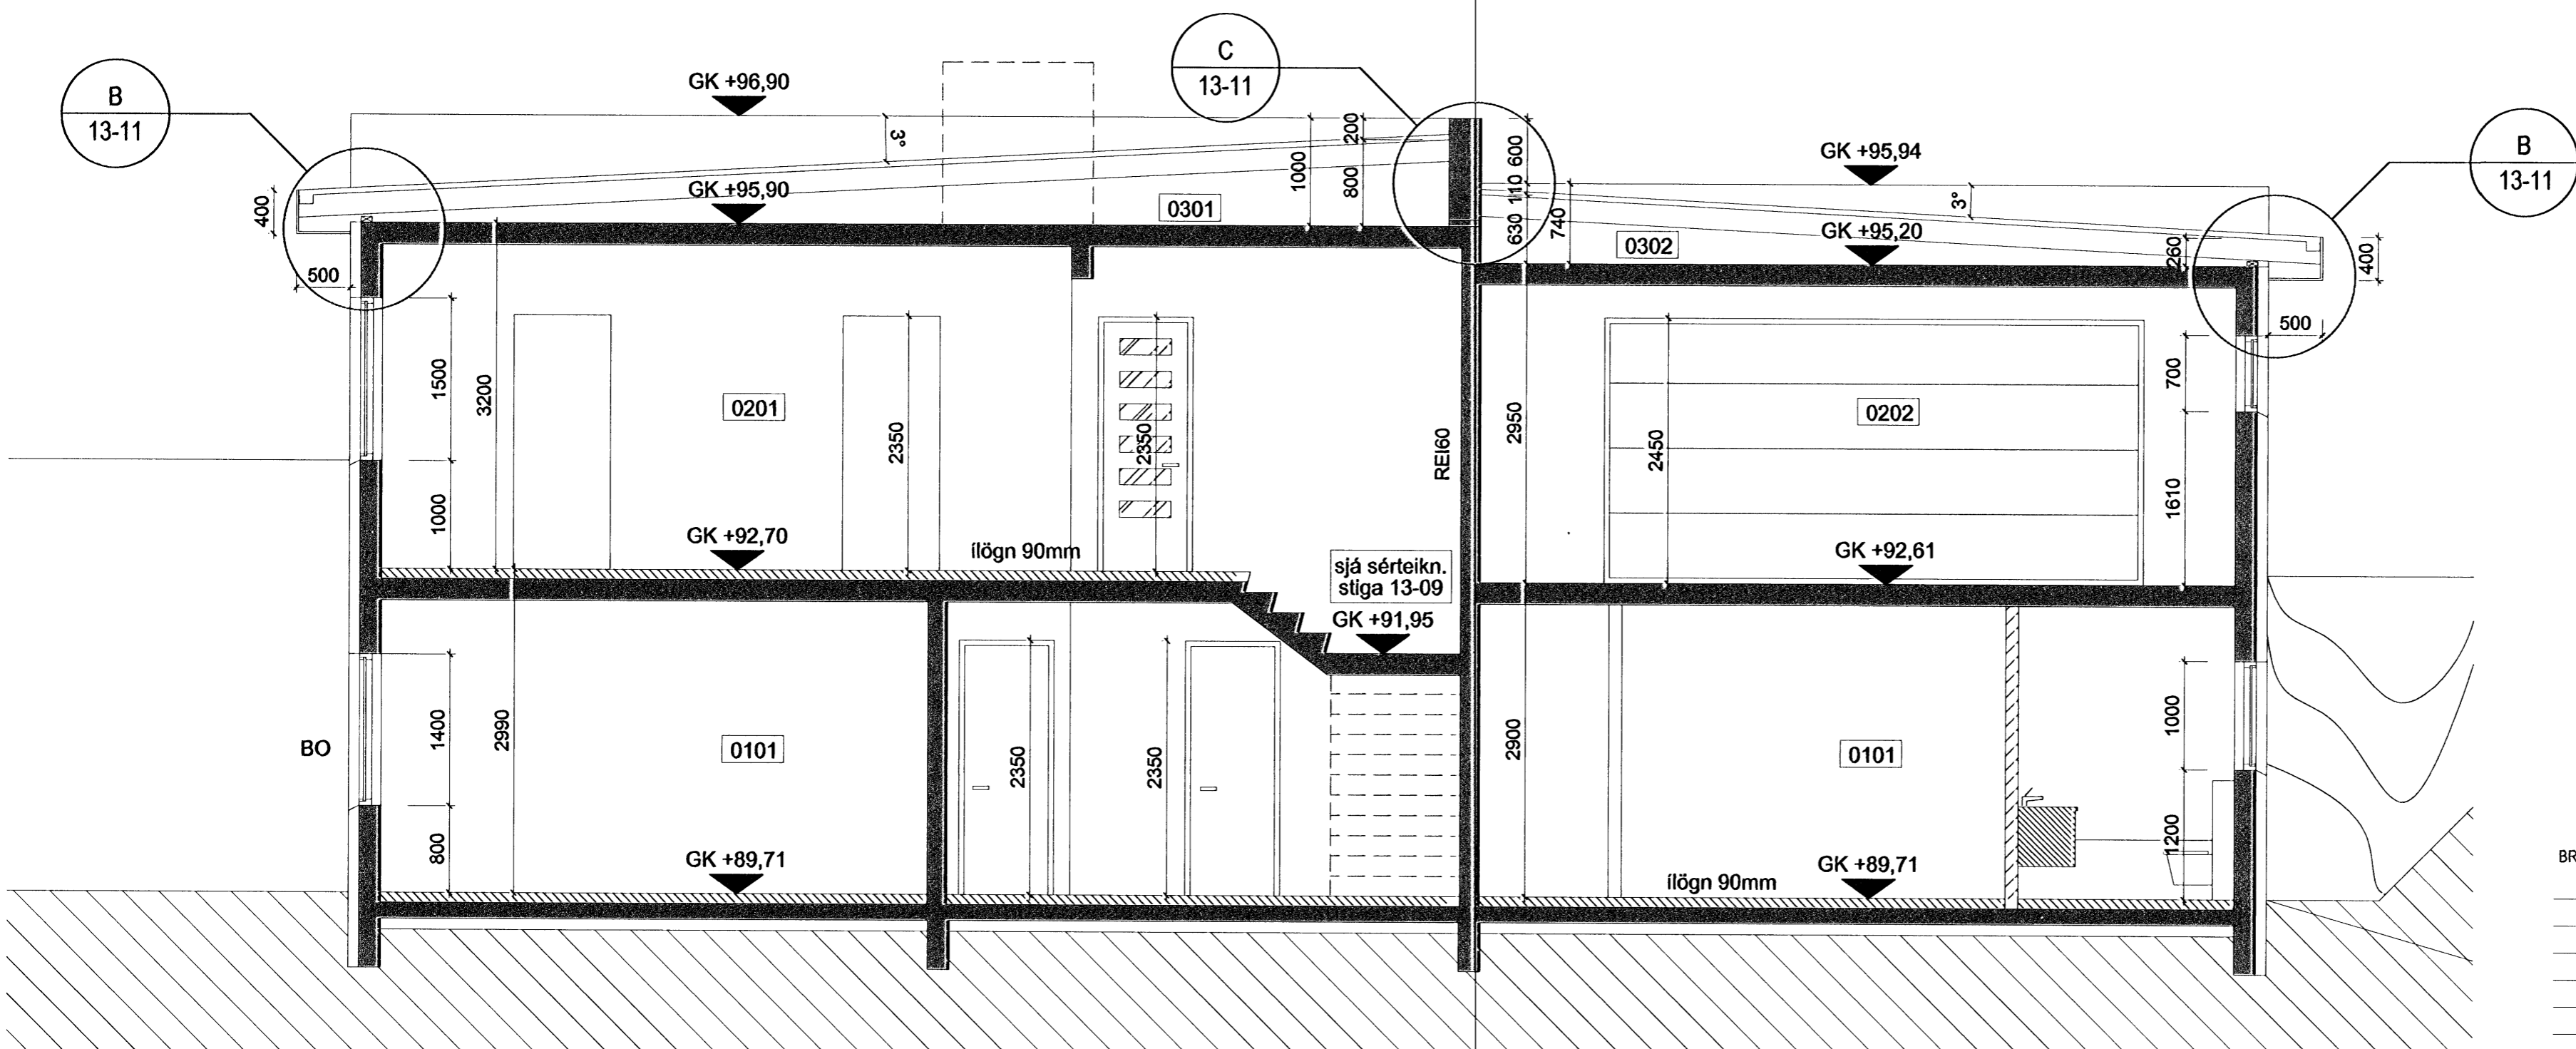 B
13-11
GK +96,90
C
13-11
B
13-11
3°
1000
200
800
600
110
630
740
GK +95,94
3°
GK +95,90
0301
GK +95,20
0302
260
400
400
500
500
1500
3200
1000
0201
2350
2350
REI60
2950
2450
0202
700
1610
GK +92,70
ílögn 90mm
GK +92,61
sjá sérteikn.
stiga 13-09
GK +91,95
BO
1400
800
2990
0101
2350
2350
2900
0101
1000
1200
GK +89,71
ílögn 90mm
GK +89,71
BR